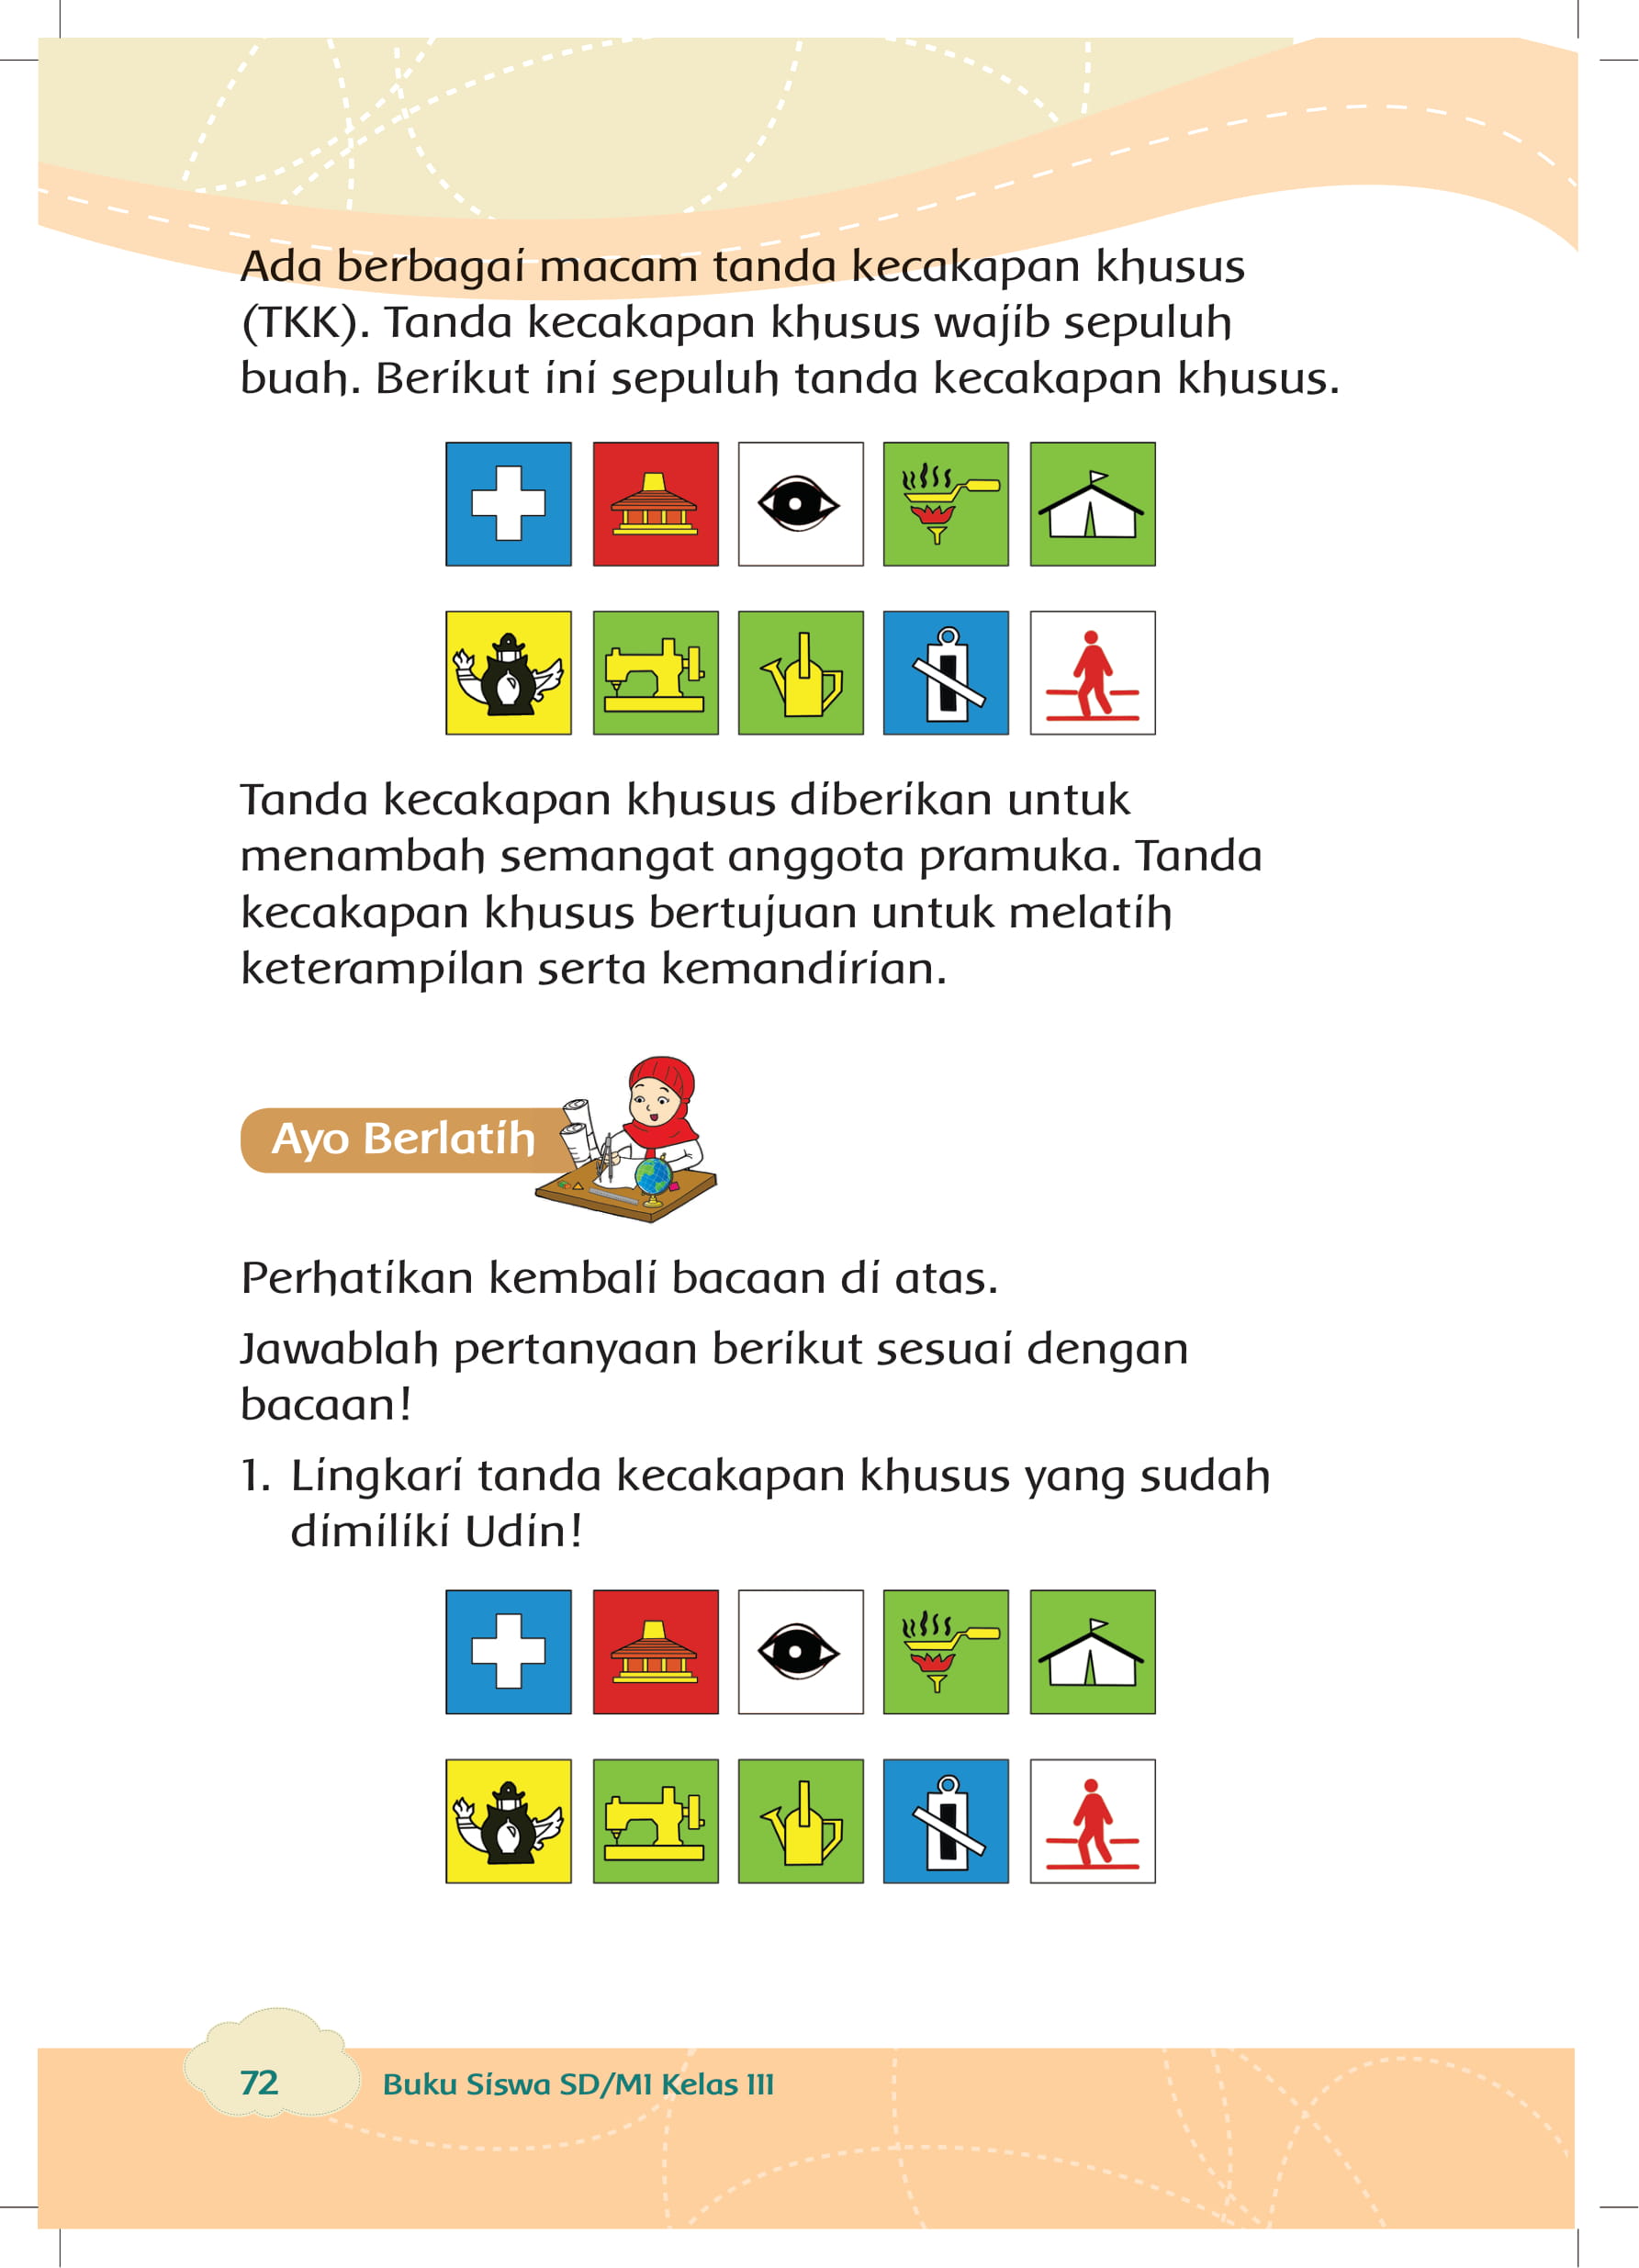 Ada berbagai macam tanda kecakapan khusus
(TKK). Tanda kecakapan khusus wajib sepuluh
buah. Berikut ini sepuluh tanda kecakapan khusus.
Tanda kecakapan khusus diberikan untuk
menambah semangat anggota pramuka. Tanda
kecakapan khusus bertujuan untuk melatih
keterampilan serta kemandirian.
Ayo Berlatih
Perhatikan kembali bacaan di atas.
Jawablah pertanyaan berikut sesuai dengan
bacaan!
1. Lingkari tanda kecakapan khusus yang sudah
dimiliki Udin!
72 Buku Siswa SD/MI Kelas III